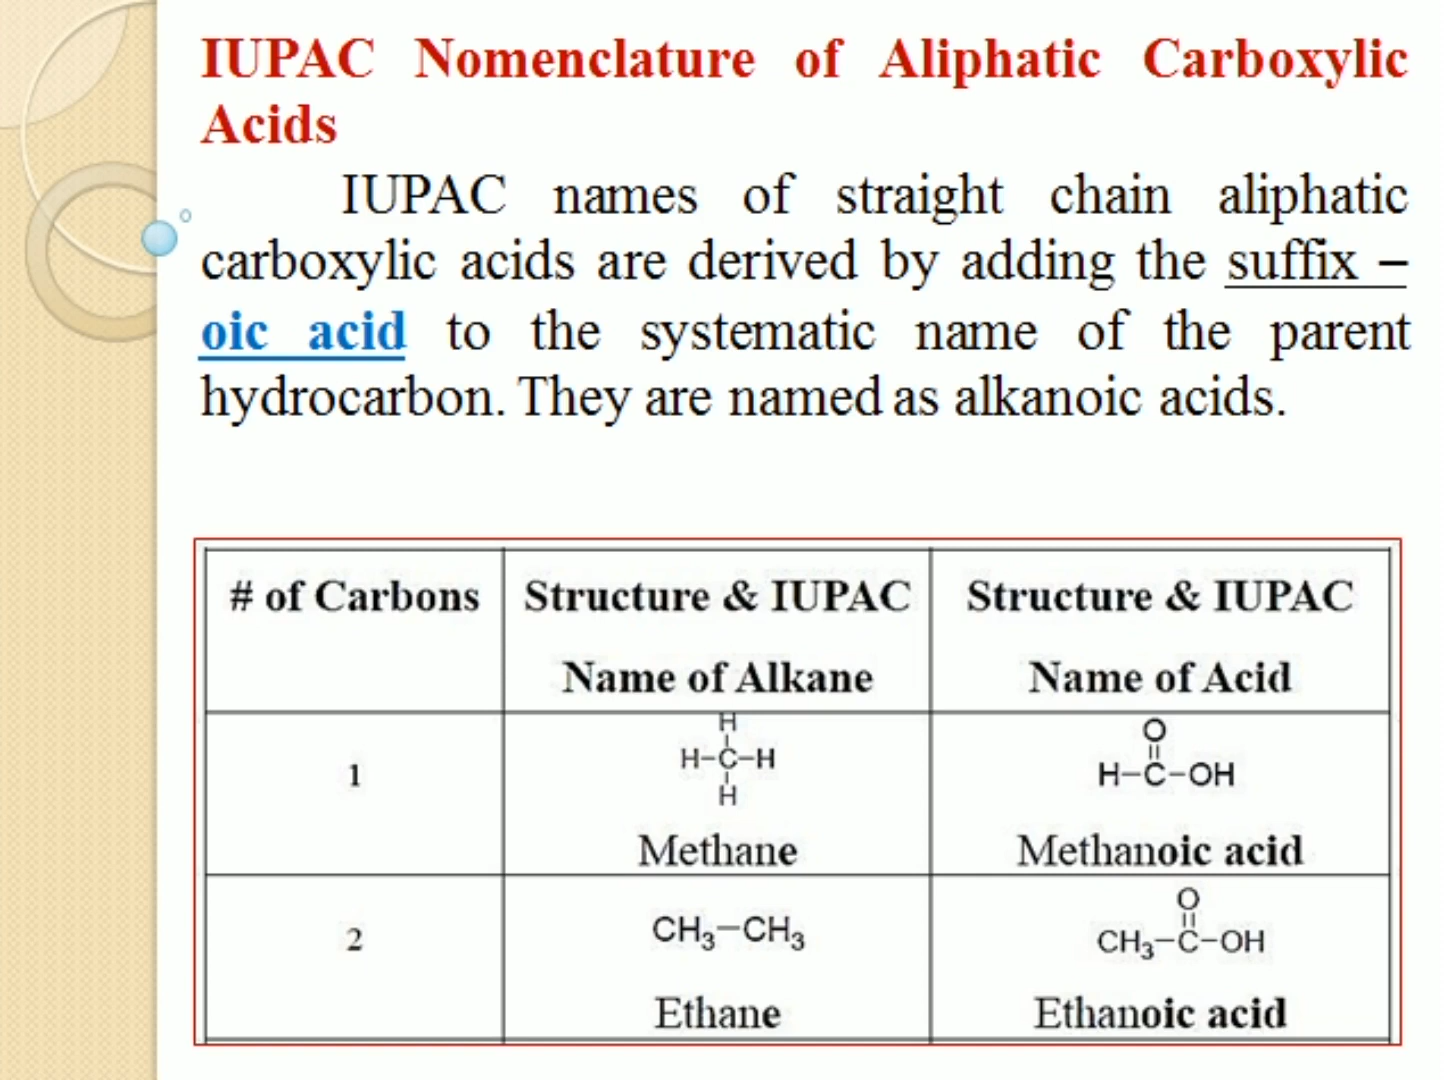 IUPAC Nomenclature of Aliphatic Carboxylic
Acids
IUPAC names of straight chain aliphatic
carboxylic acids are derived by adding the suffix –
oic acid to the systematic name of the parent
hydrocarbon. They are named as alkanoic acids.
# of Carbons
Structure & IUPAC
Name of Alkane
Structure & IUPAC
Name of Acid
1
H
H-C-H
H
Methane
O
H-C-OH
Methanoic acid
2
CH3-CH3
Ethane
O
CH3-C-OH
Ethanoic acid